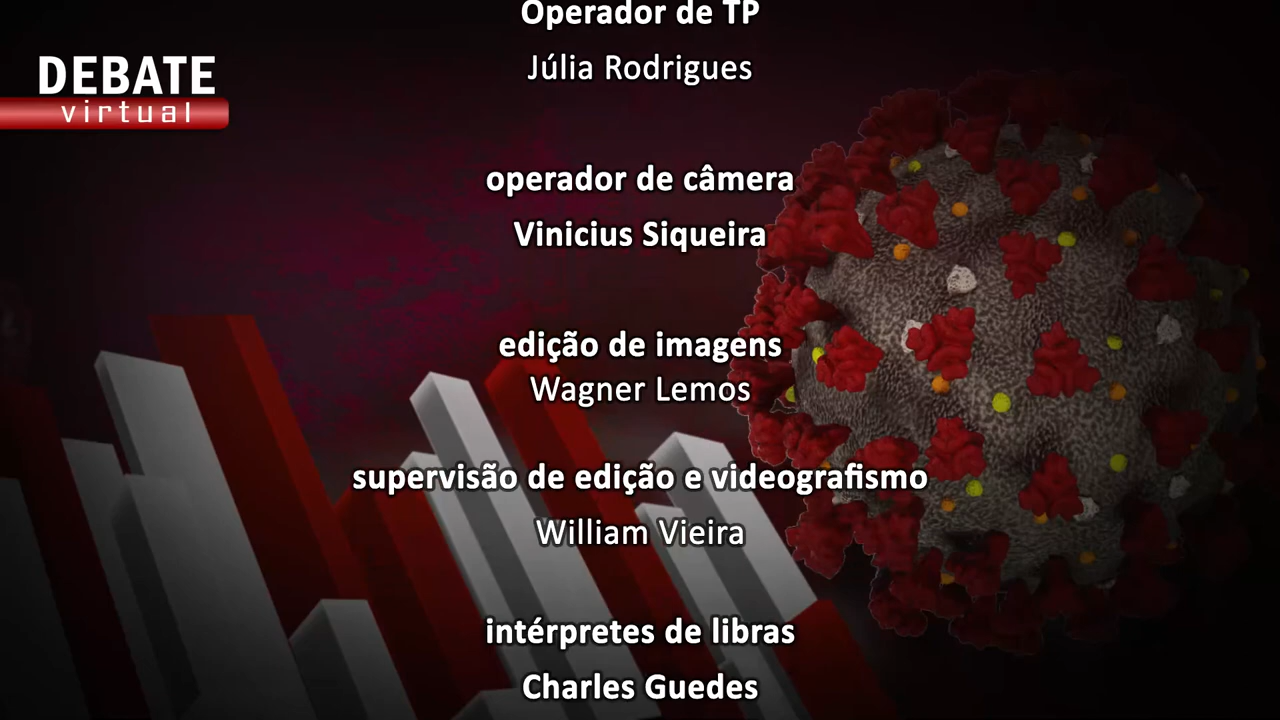 Operador de TP
Júlia Rodrigues
DEBATE
virtual
operador de câmera
Vinicius Siqueira
edição de imagens
Wagner Lemos
supervisão de edição e videografismo
William Vieira
intérpretes de libras
Charles Guedes